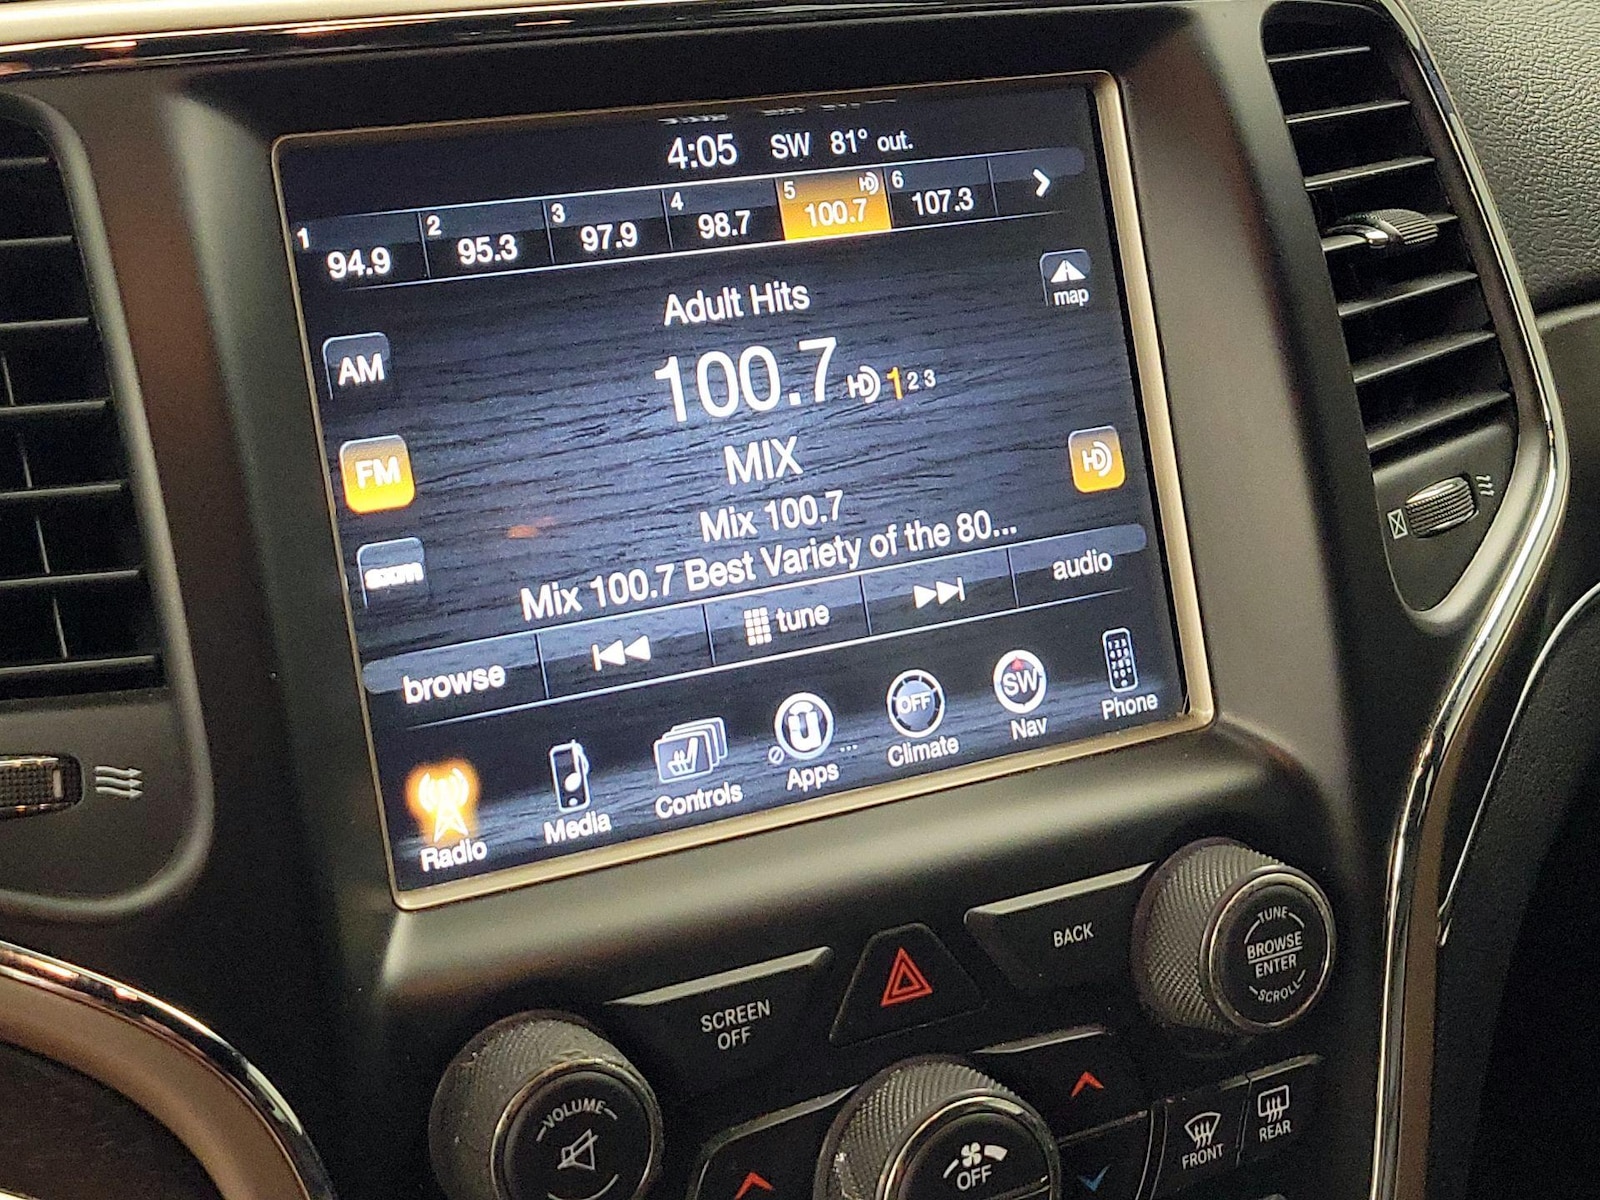 4:05 SW 81° out.
1 94.9 2 95.3 3 97.9 4 98.7 5 HD 100.7 6 107.3
map
Adult Hits
AM
100.7 HD 1 2 3
FM
MIX
HD
Mix 100.7
sxm
Mix 100.7 Best Variety of the 80...
browse tune audio
Radio Media Controls Apps OFF Climate SW Nav Phone
BACK
TUNE
BROWSE
ENTER
SCROLL
SCREEN
OFF
VOLUME
OFF
FRONT
REAR